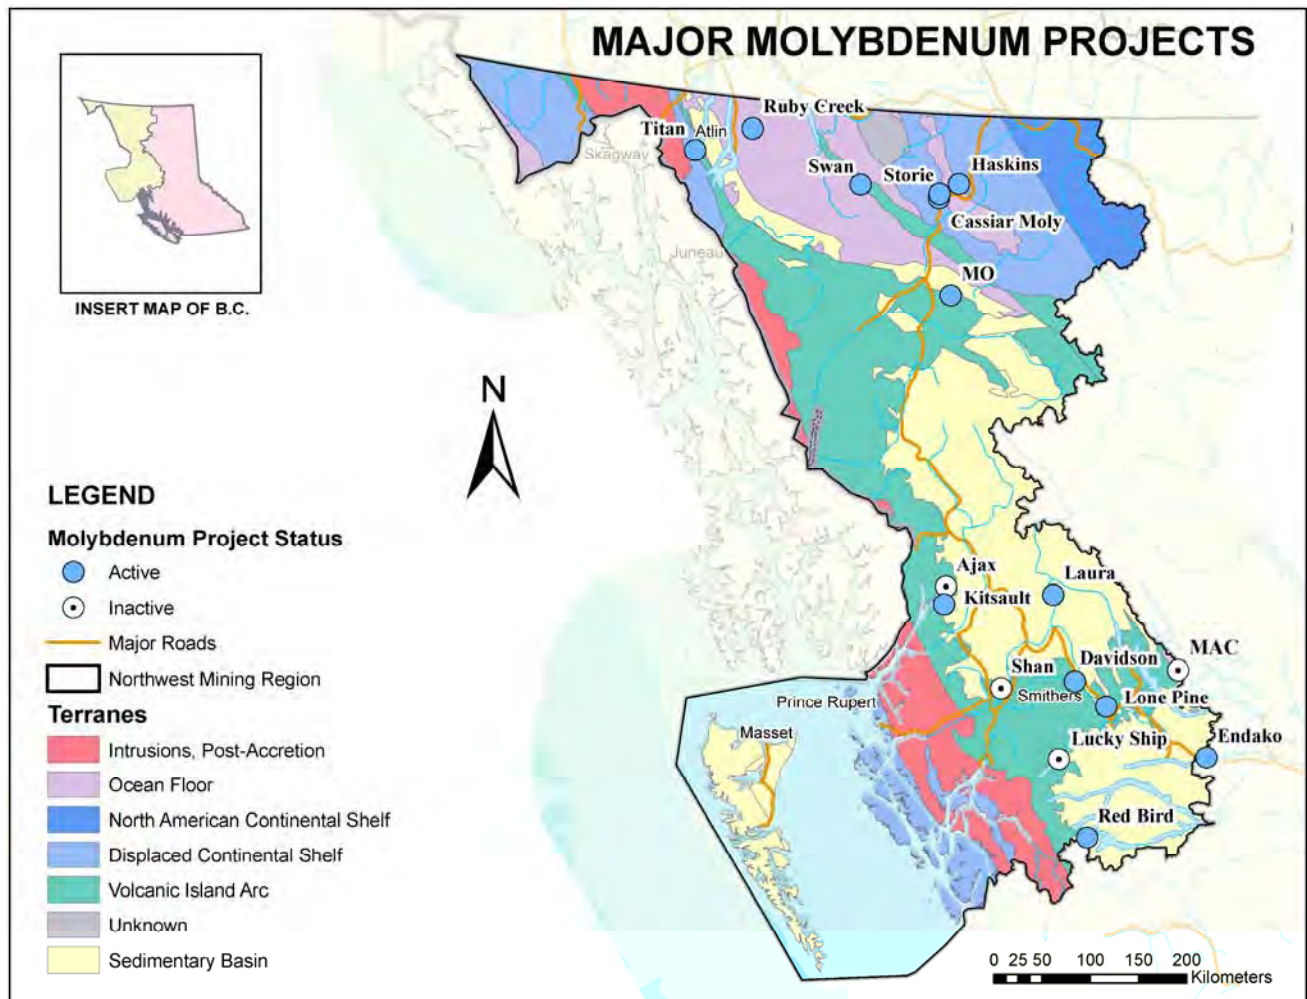 MAJOR MOLYBDENUM PROJECTS
INSERT MAP OF B.C.
N
LEGEND
Molybdenum Project Status
Active
Inactive
Major Roads
Northwest Mining Region
Terranes
Intrusions, Post-Accretion
Ocean Floor
North American Continental Shelf
Displaced Continental Shelf
Volcanic Island Arc
Unknown
Sedimentary Basin
Ruby Creek
Titan
Atlin
Skagway
Swan
Storie
Haskins
Cassiar Moly
Juneau
MO
Ajax
Kitsault
Laura
Shan
Davidson
MAC
Smithers
Lone Pine
Prince Rupert
Masset
Lucky Ship
Endako
Red Bird
0 25 50 100 150 200
Kilometers